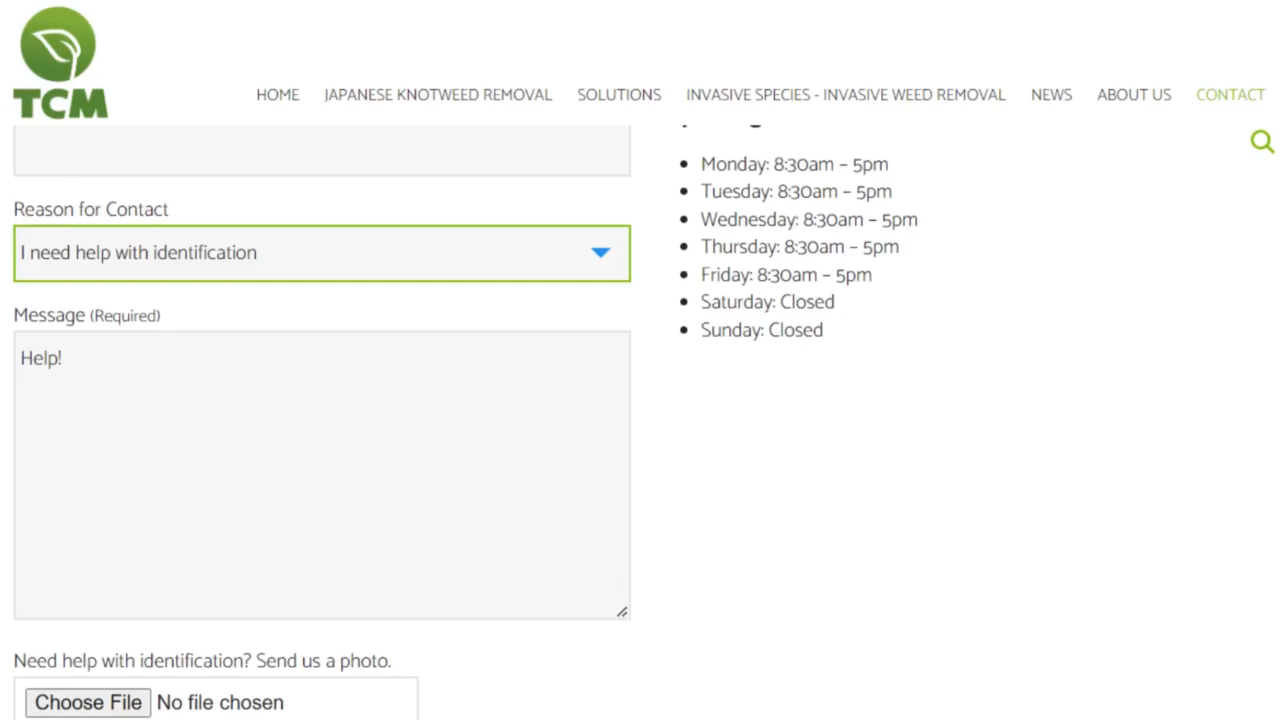 TCM
HOME JAPANESE KNOTWEED REMOVAL SOLUTIONS INVASIVE SPECIES - INVASIVE WEED REMOVAL NEWS ABOUT US CONTACT
Reason for Contact
I need help with identification
Message (Required)
Help!
Need help with identification? Send us a photo.
Choose File No file chosen
Monday: 8:30am – 5pm
Tuesday: 8:30am – 5pm
Wednesday: 8:30am – 5pm
Thursday: 8:30am – 5pm
Friday: 8:30am – 5pm
Saturday: Closed
Sunday: Closed